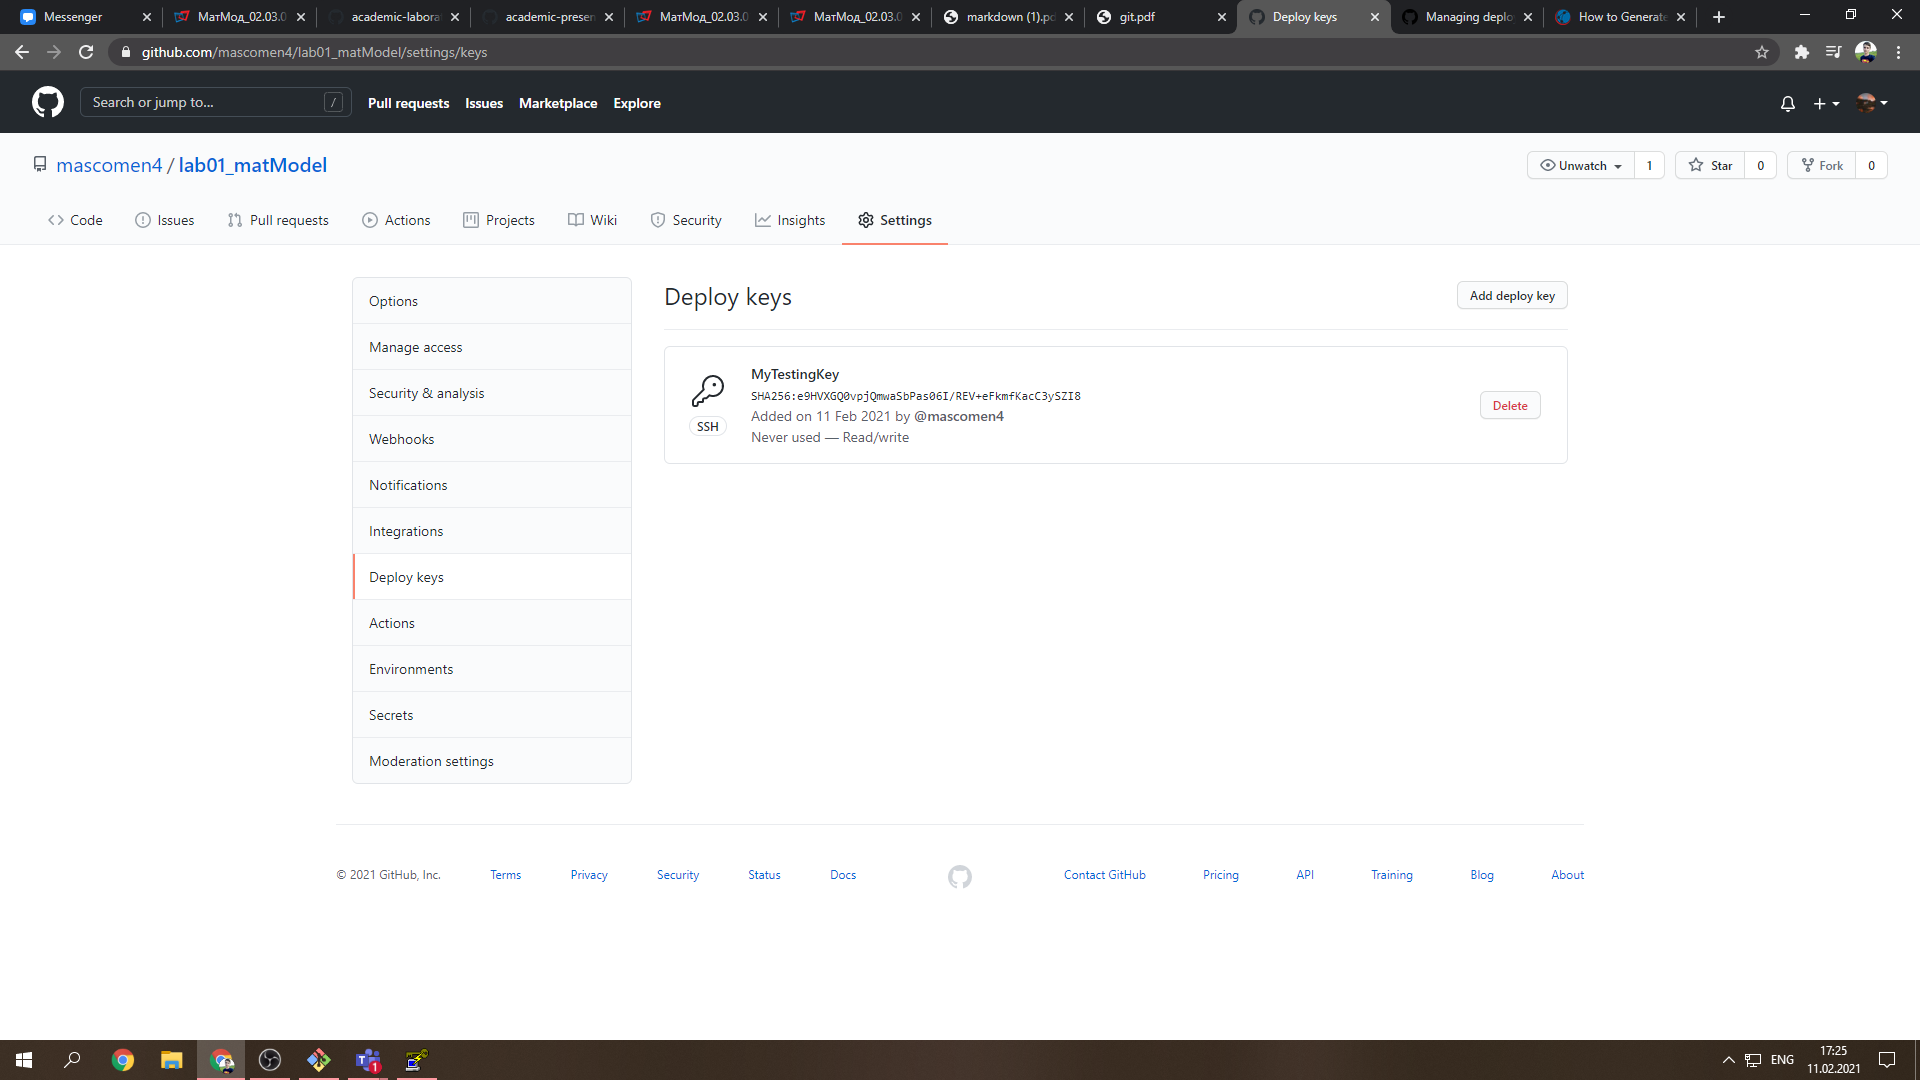 Messenger
МатМод_02.03.0
academic-labora
academic-presen
МатМод_02.03.0
МатМод_02.03.0
markdown (1).pd
git.pdf
Deploy keys
Managing deplo
How to Generate
github.com/mascomen4/lab01_matModel/settings/keys
Search or jump to...
/
Pull requests
Issues
Marketplace
Explore
mascomen4 / lab01_matModel
Unwatch 1
Star 0
Fork 0
Code
Issues
Pull requests
Actions
Projects
Wiki
Security
Insights
Settings
Options
Manage access
Security & analysis
Webhooks
Notifications
Integrations
Deploy keys
Actions
Environments
Secrets
Moderation settings
Deploy keys
Add deploy key
MyTestingKey
SHA256:e9HVXGQ0vpjQmwaSbPas06I/REV+eFkmfKacC3ySZI8
Added on 11 Feb 2021 by @mascomen4
Never used — Read/write
SSH
Delete
© 2021 GitHub, Inc.
Terms
Privacy
Security
Status
Docs
Contact GitHub
Pricing
API
Training
Blog
About
1
ENG
17:25
11.02.2021